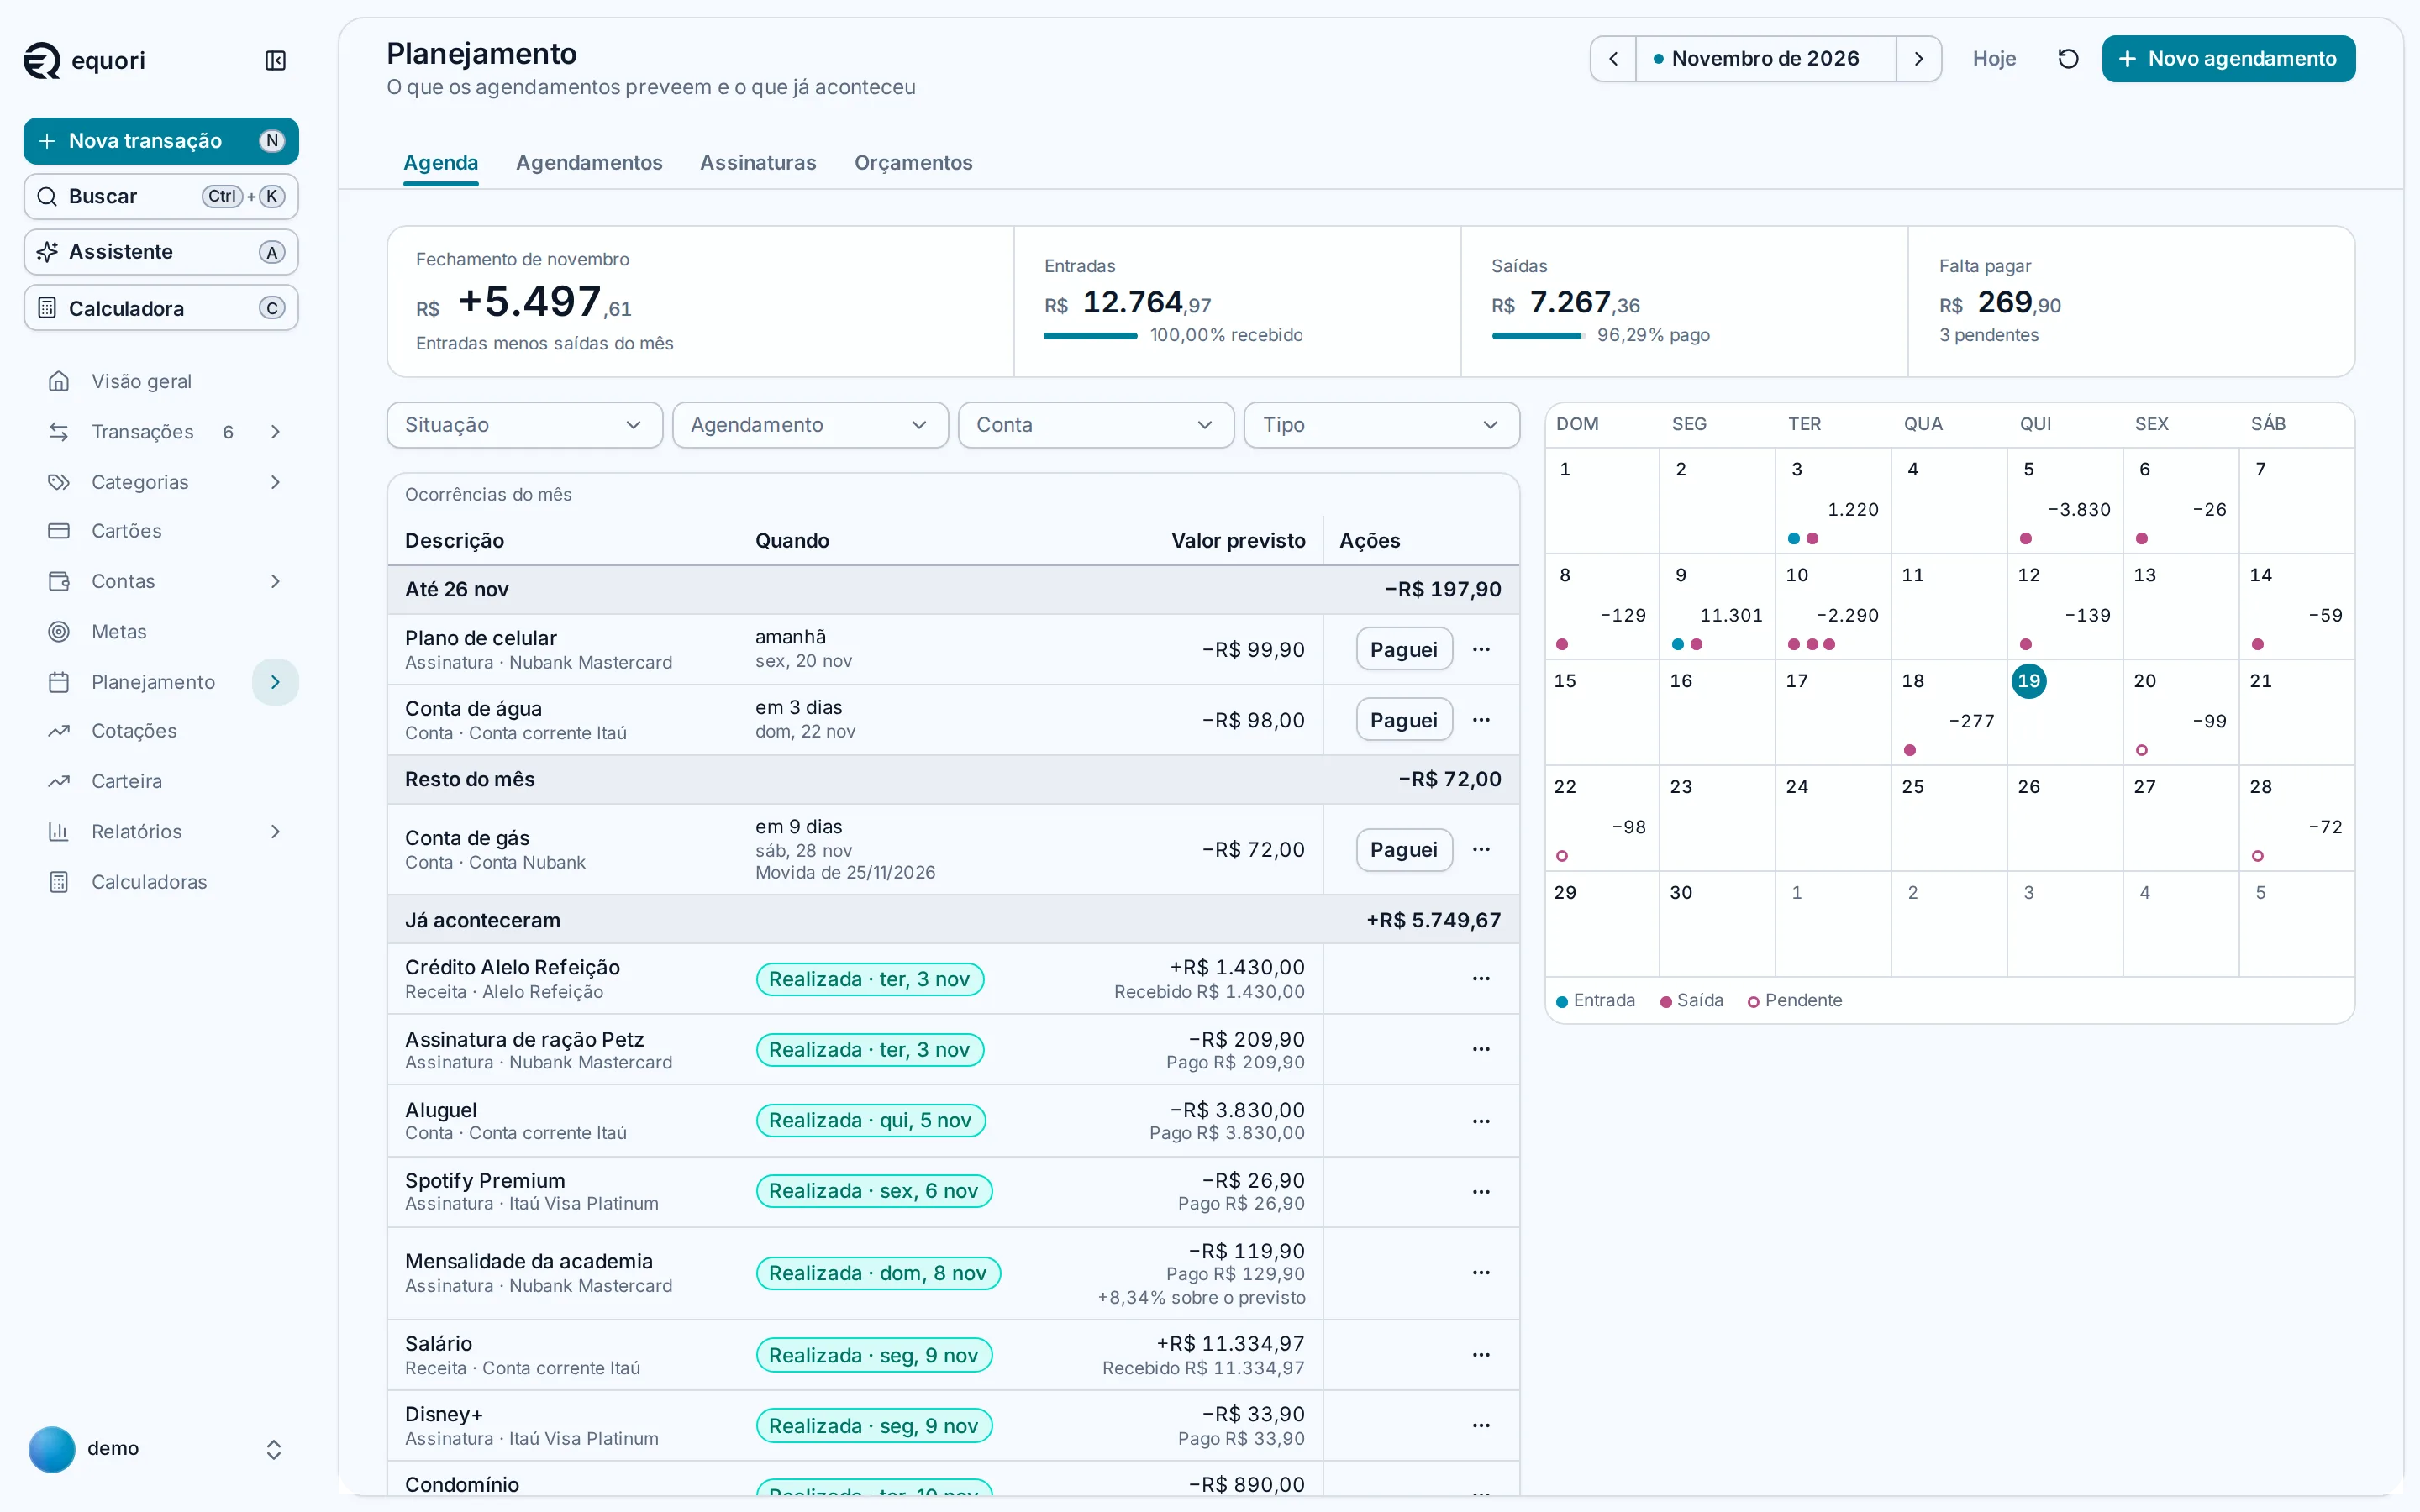 equori
Nova transação N
Buscar Ctrl + K
Assistente A
Calculadora C
Visão geral
Transações 6
Categorias
Cartões
Contas
Metas
Planejamento
Cotações
Carteira
Relatórios
Calculadoras
demo
Planejamento
O que os agendamentos preveem e o que já aconteceu
Novembro de 2026
Hoje
Novo agendamento
Agenda Agendamentos Assinaturas Orçamentos
Fechamento de novembro
R$ +5.497,61
Entradas menos saídas do mês
Entradas
R$ 12.764,97
100,00% recebido
Saídas
R$ 7.267,36
96,29% pago
Falta pagar
R$ 269,90
3 pendentes
Situação Agendamento Conta Tipo
Ocorrências do mês
Descrição Quando Valor previsto Ações
Até 26 nov −R$ 197,90
Plano de celular
Assinatura · Nubank Mastercard
amanhã
sex, 20 nov
−R$ 99,90
Paguei
Conta de água
Conta · Conta corrente Itaú
em 3 dias
dom, 22 nov
−R$ 98,00
Paguei
Resto do mês −R$ 72,00
Conta de gás
Conta · Conta Nubank
em 9 dias
sáb, 28 nov
Movida de 25/11/2026
−R$ 72,00
Paguei
Já aconteceram +R$ 5.749,67
Crédito Alelo Refeição
Receita · Alelo Refeição
Realizada · ter, 3 nov
+R$ 1.430,00
Recebido R$ 1.430,00
Assinatura de ração Petz
Assinatura · Nubank Mastercard
Realizada · ter, 3 nov
−R$ 209,90
Pago R$ 209,90
Aluguel
Conta · Conta corrente Itaú
Realizada · qui, 5 nov
−R$ 3.830,00
Pago R$ 3.830,00
Spotify Premium
Assinatura · Itaú Visa Platinum
Realizada · sex, 6 nov
−R$ 26,90
Pago R$ 26,90
Mensalidade da academia
Assinatura · Nubank Mastercard
Realizada · dom, 8 nov
−R$ 119,90
Pago R$ 129,90
+8,34% sobre o previsto
Salário
Receita · Conta corrente Itaú
Realizada · seg, 9 nov
+R$ 11.334,97
Recebido R$ 11.334,97
Disney+
Assinatura · Itaú Visa Platinum
Realizada · seg, 9 nov
−R$ 33,90
Pago R$ 33,90
Condomínio
Realizada · ter, 10 nov
−R$ 890,00
DOM SEG TER QUA QUI SEX SÁB
1 2 3 4 5 6 7
1.220 −3.830 −26
8 9 10 11 12 13 14
−129 11.301 −2.290 −139 −59
15 16 17 18 19 20 21
−277 −99
22 23 24 25 26 27 28
−98 −72
29 30 1 2 3 4 5
Entrada Saída Pendente